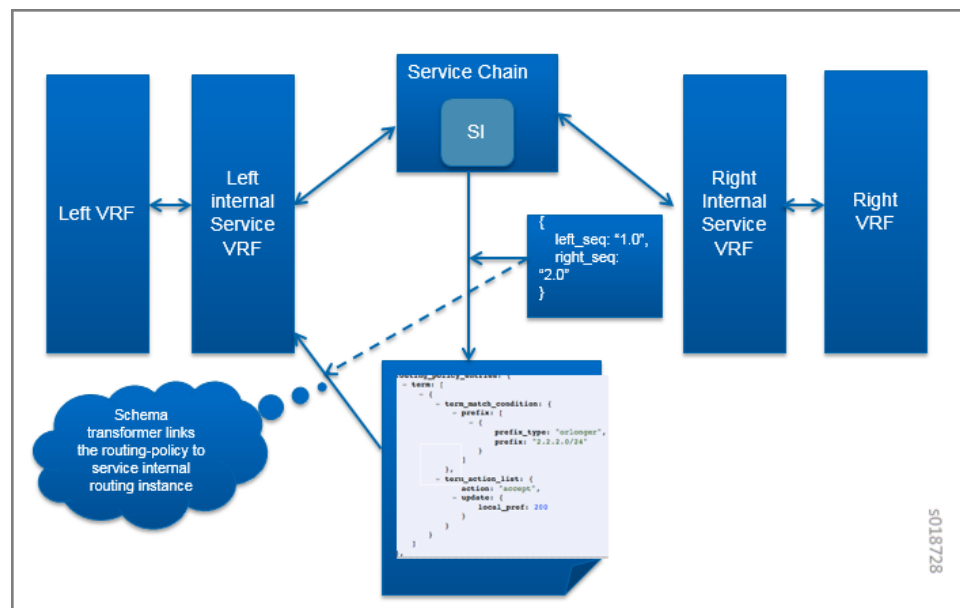 Service Chain
SI
Left VRF
Left
internal
Service
VRF
Right
Internal
Service
VRF
Right
VRF
{
left_seq: “1.0”,
right_seq:
“2.0”
}
Schema
transformer links
the routing-policy to
service internal
routing instance
routing_policy_entries: {
- term: [
- {
- term_match_condition: {
- prefix: [
- {
prefix_type: "orlonger",
prefix: "2.2.2.0/24"
}
]
},
- term_action_list: {
action: "accept",
- update: {
local_pref: 200
}
}
}
]
},
s018728